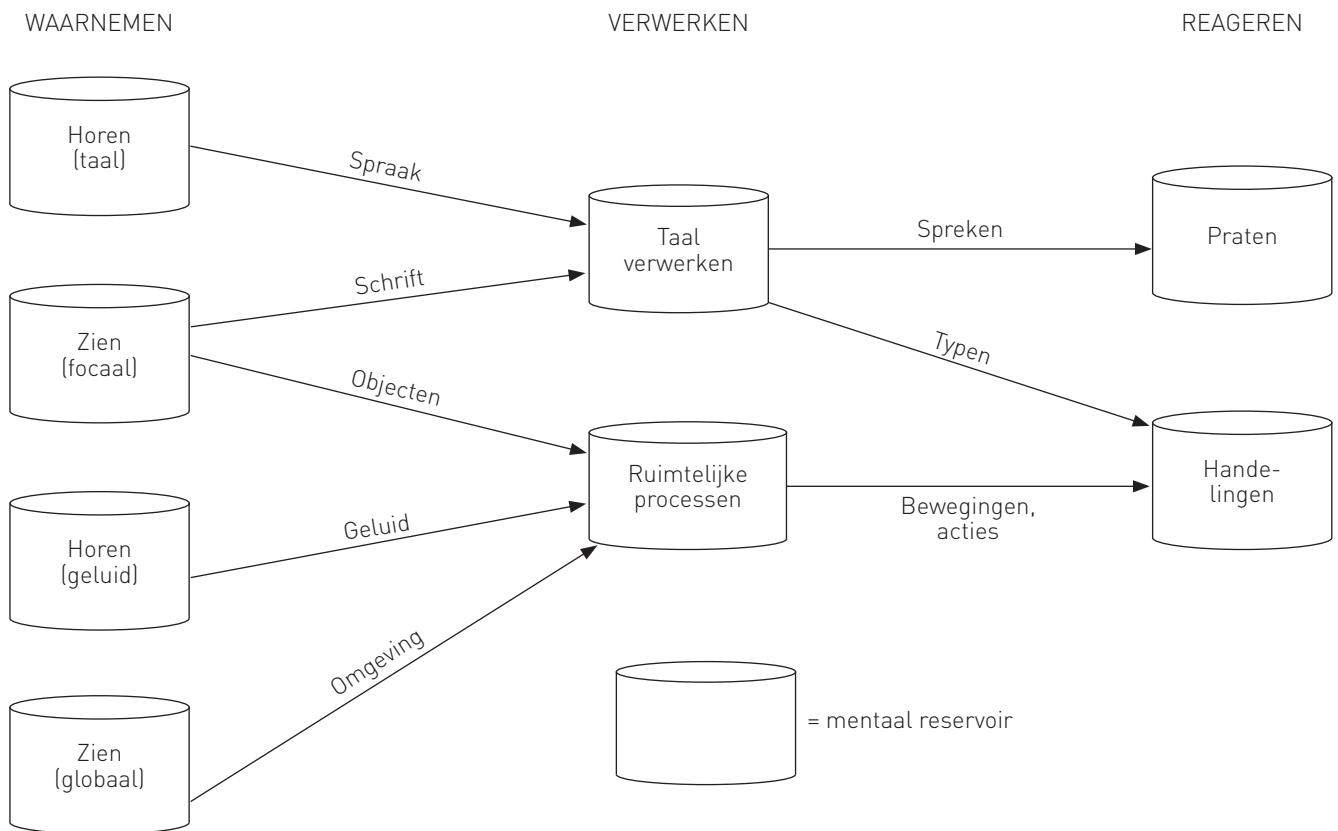 WAARNEMEN
VERWERKEN
REAGEREN
Horen
(taal)
Spraak
Taal
verwerken
Spreken
Praten
Zien
(focaal)
Schrift
Objecten
Typen
Ruimtelijke
processen
Bewegingen,
acties
Hande-
lingen
Horen
(geluid)
Geluid
Omgeving
Zien
(globaal)
= mentaal reservoir